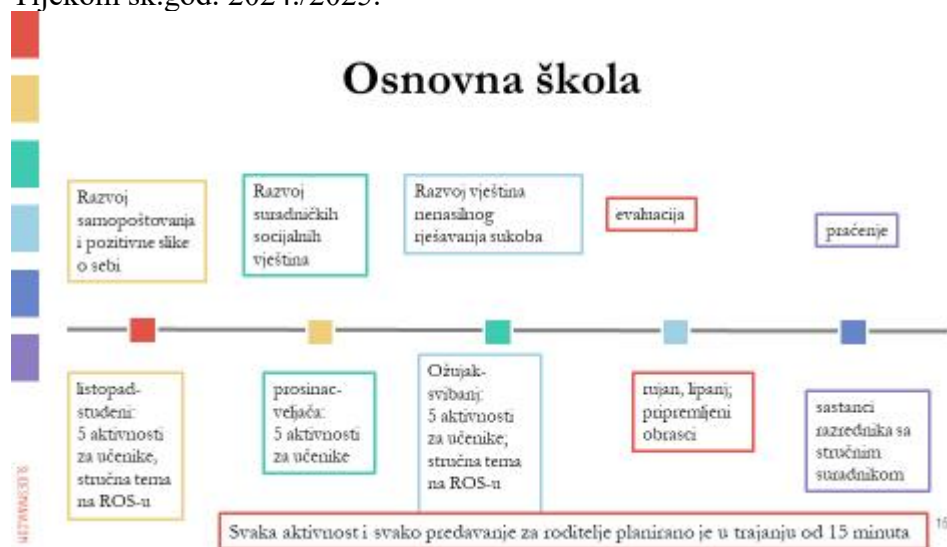 Tijekom šk.god. 2024./2025.
Osnovna škola
Razvoj
samopoštovanja
i pozitivne slike
o sebi
Razvoj
suradničkih
socijalnih
vještina
Razvoj vještina
nenasilnog
rješavanja sukoba
evaluacija
praćenje
listopad-
studeni:
5 aktivnosti
za učenike,
stručna tema
na ROS-u
prosinac-
veljača:
5 aktivnosti
za učenike
Ožujak-
svibanj:
5 aktivnosti
za učenike;
stručna tema
na ROS-u
rujan, lipanj;
pripremljeni
obrasci
sastanci
razrednika sa
stručnim
suradnikom
Svaka aktivnost i svako predavanje za roditelje planirano je u trajanju od 15 minuta
16